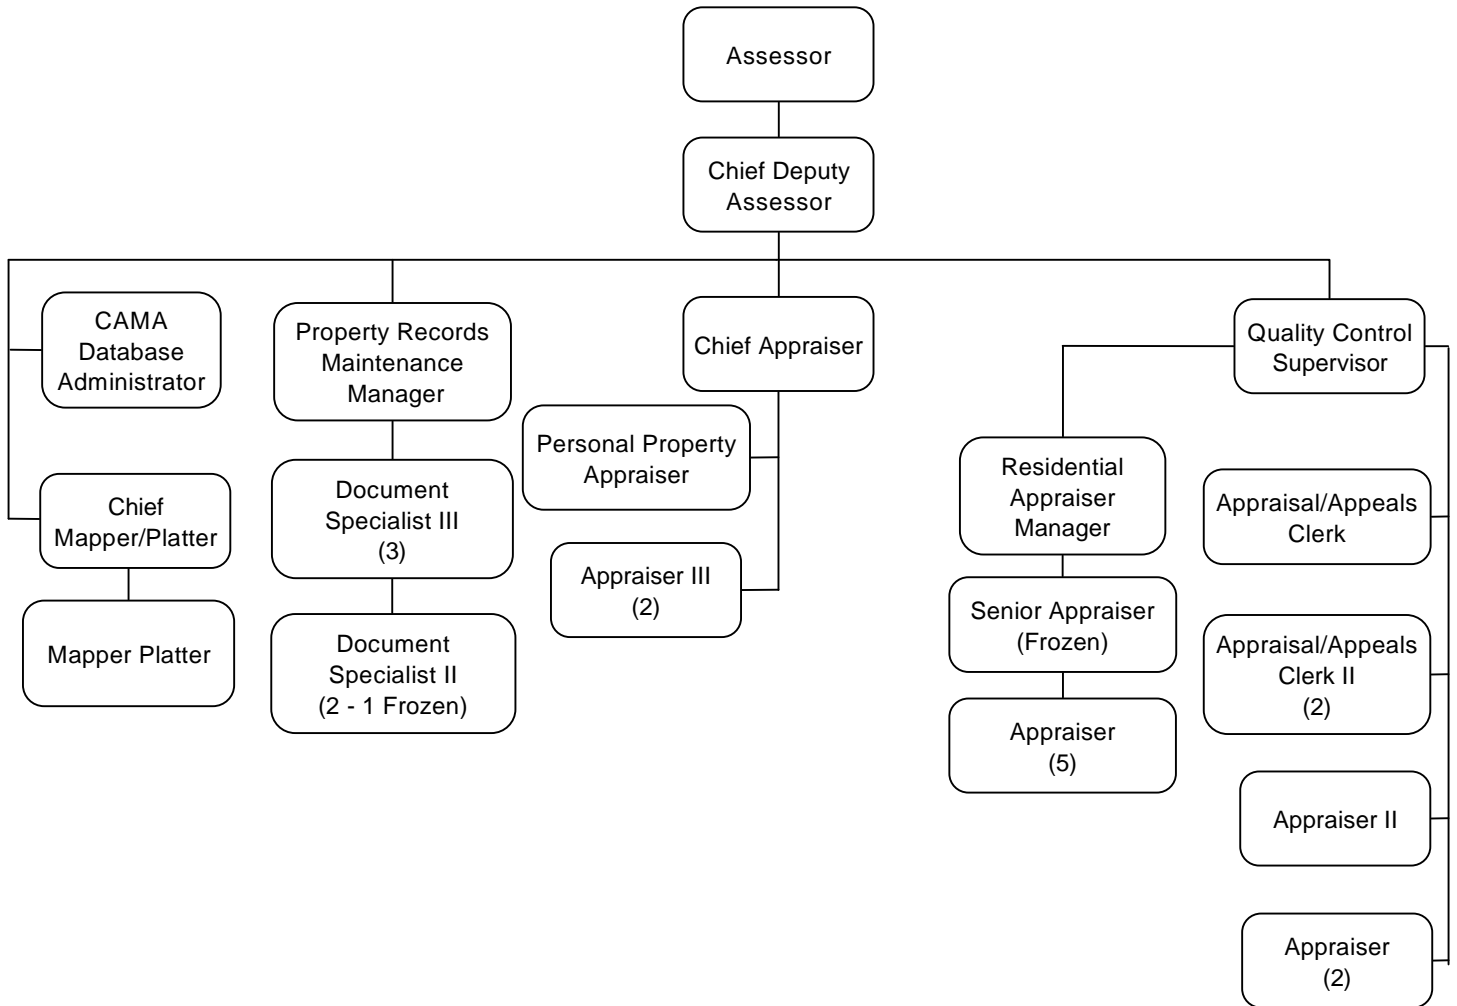 Assessor
Chief Deputy
Assessor
CAMA
Database
Administrator
Chief
Mapper/Platter
Mapper Platter
Property Records
Maintenance
Manager
Document
Specialist III
(3)
Document
Specialist II
(2 - 1 Frozen)
Chief Appraiser
Personal Property
Appraiser
Appraiser III
(2)
Quality Control
Supervisor
Residential
Appraiser
Manager
Senior Appraiser
(Frozen)
Appraiser
(5)
Appraisal/Appeals
Clerk
Appraisal/Appeals
Clerk II
(2)
Appraiser II
Appraiser
(2)